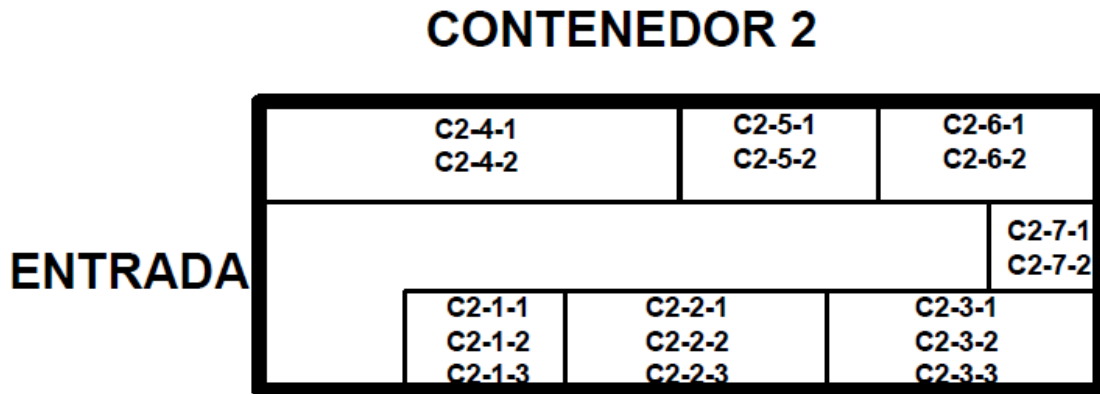 CONTENEDOR 2
C2-4-1
C2-4-2
C2-5-1
C2-5-2
C2-6-1
C2-6-2
ENTRADA
C2-7-1
C2-7-2
C2-1-1
C2-1-2
C2-1-3
C2-2-1
C2-2-2
C2-2-3
C2-3-1
C2-3-2
C2-3-3